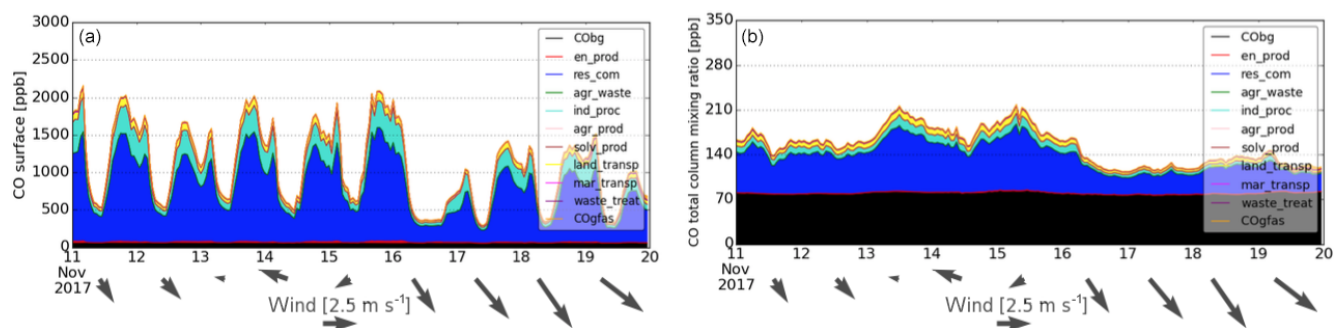 (a)
CO surface [ppb]
3000
2500
2000
1500
1000
500
0
CObg
en_prod
res_com
agr_waste
ind_proc
agr_prod
solv_prod
land_transp
mar_transp
waste_treat
COgfas
11 12 13 14 15 16 17 18 19 20
Nov
2017
Wind [2.5 m s⁻¹]
(b)
CO total column mixing ratio [ppb]
350
280
210
140
70
0
CObg
en_prod
res_com
agr_waste
ind_proc
agr_prod
solv_prod
land_transp
mar_transp
waste_treat
COgfas
11 12 13 14 15 16 17 18 19 20
Nov
2017
Wind [2.5 m s⁻¹]